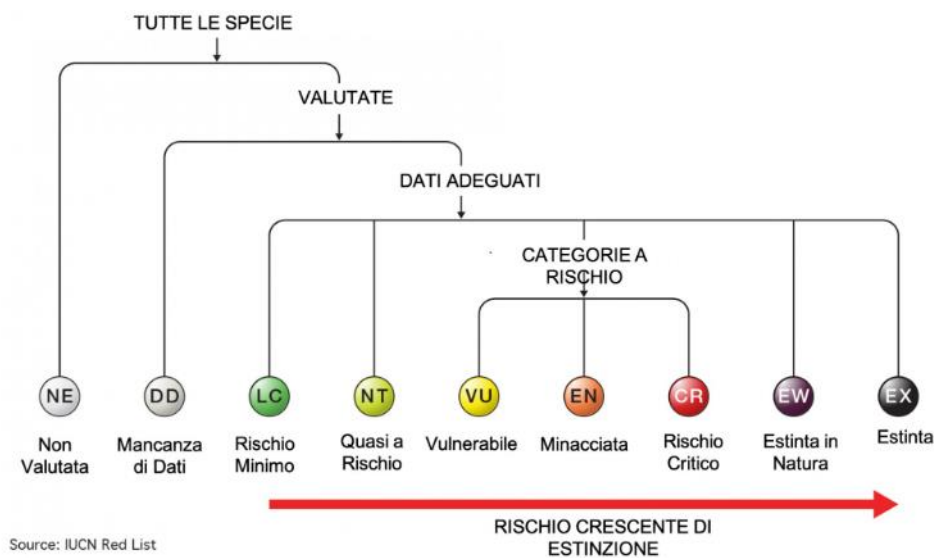 TUTTE LE SPECIE
VALUTATE
DATI ADEGUATI
CATEGORIE A
RISCHIO
NE
DD
LC
NT
VU
EN
CR
EW
EX
Non
Valutata
Mancanza
di Dati
Rischio
Minimo
Quasi a
Rischio
Vulnerabile
Minacciata
Rischio
Critico
Estinta in
Natura
Estinta
RISCHIO CRESCENTE DI
ESTINZIONE
Source: IUCN Red List